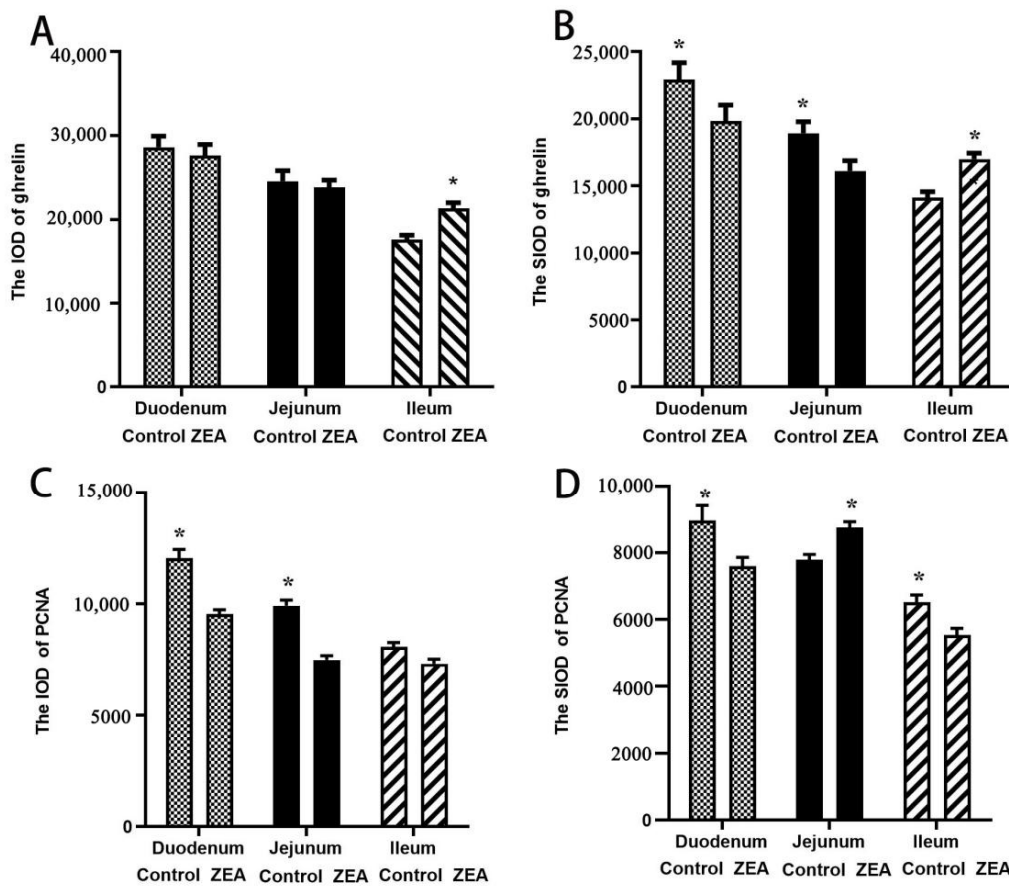 A
The IOD of ghrelin
40,000
30,000
20,000
10,000
0
*
Duodenum Jejunum Ileum
Control ZEA Control ZEA Control ZEA
B
The SIOD of ghrelin
25,000
20,000
15,000
10,000
5000
0
* * *
Duodenum Jejunum Ileum
Control ZEA Control ZEA Control ZEA
C
The IOD of PCNA
15,000
10,000
5000
0
* *
Duodenum Jejunum Ileum
Control ZEA Control ZEA Control ZEA
D
The SIOD of PCNA
10,000
8000
6000
4000
2000
0
* * *
Duodenum Jejunum Ileum
Control ZEA Control ZEA Control ZEA